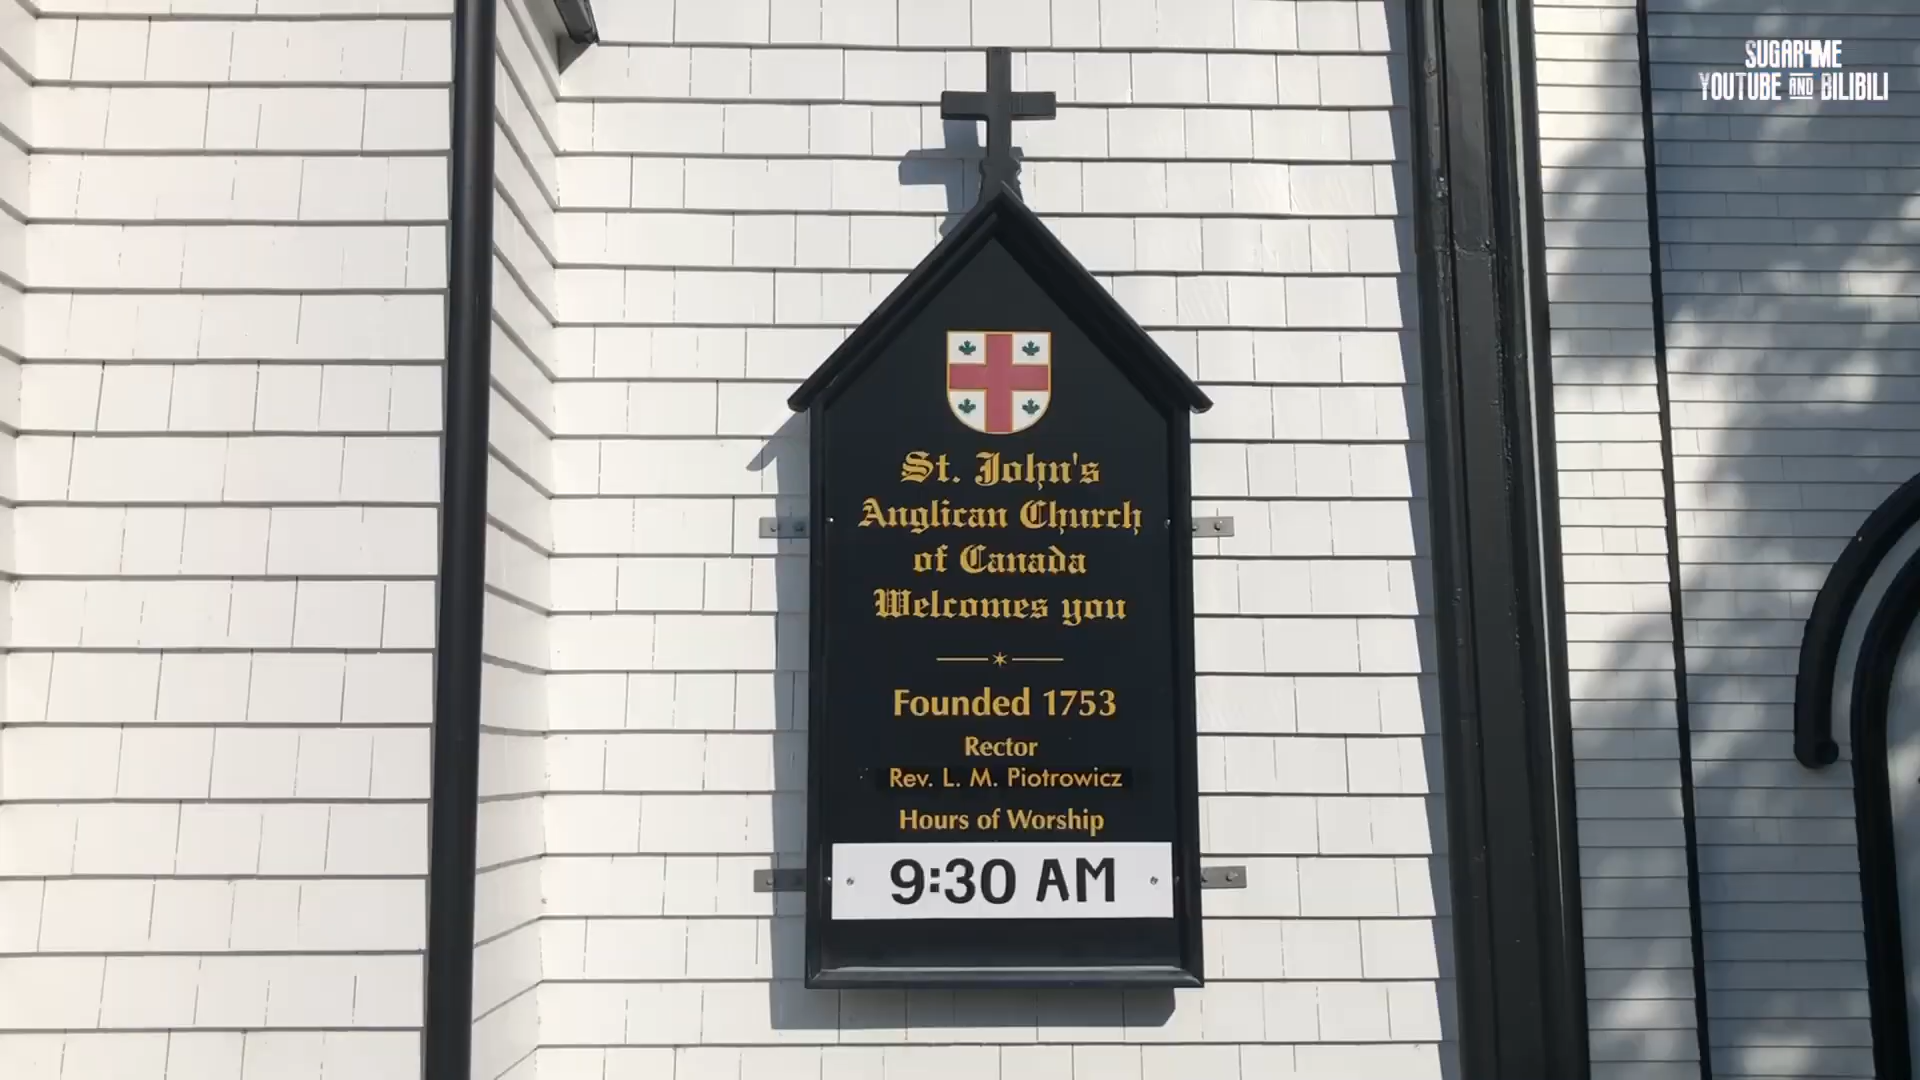 SUGAR4ME
YOUTUBE AND BILIBILI
St. John's
Anglican Church
of Canada
Welcomes you
Founded 1753
Rector
Rev. L. M. Piotrowicz
Hours of Worship
9:30 AM